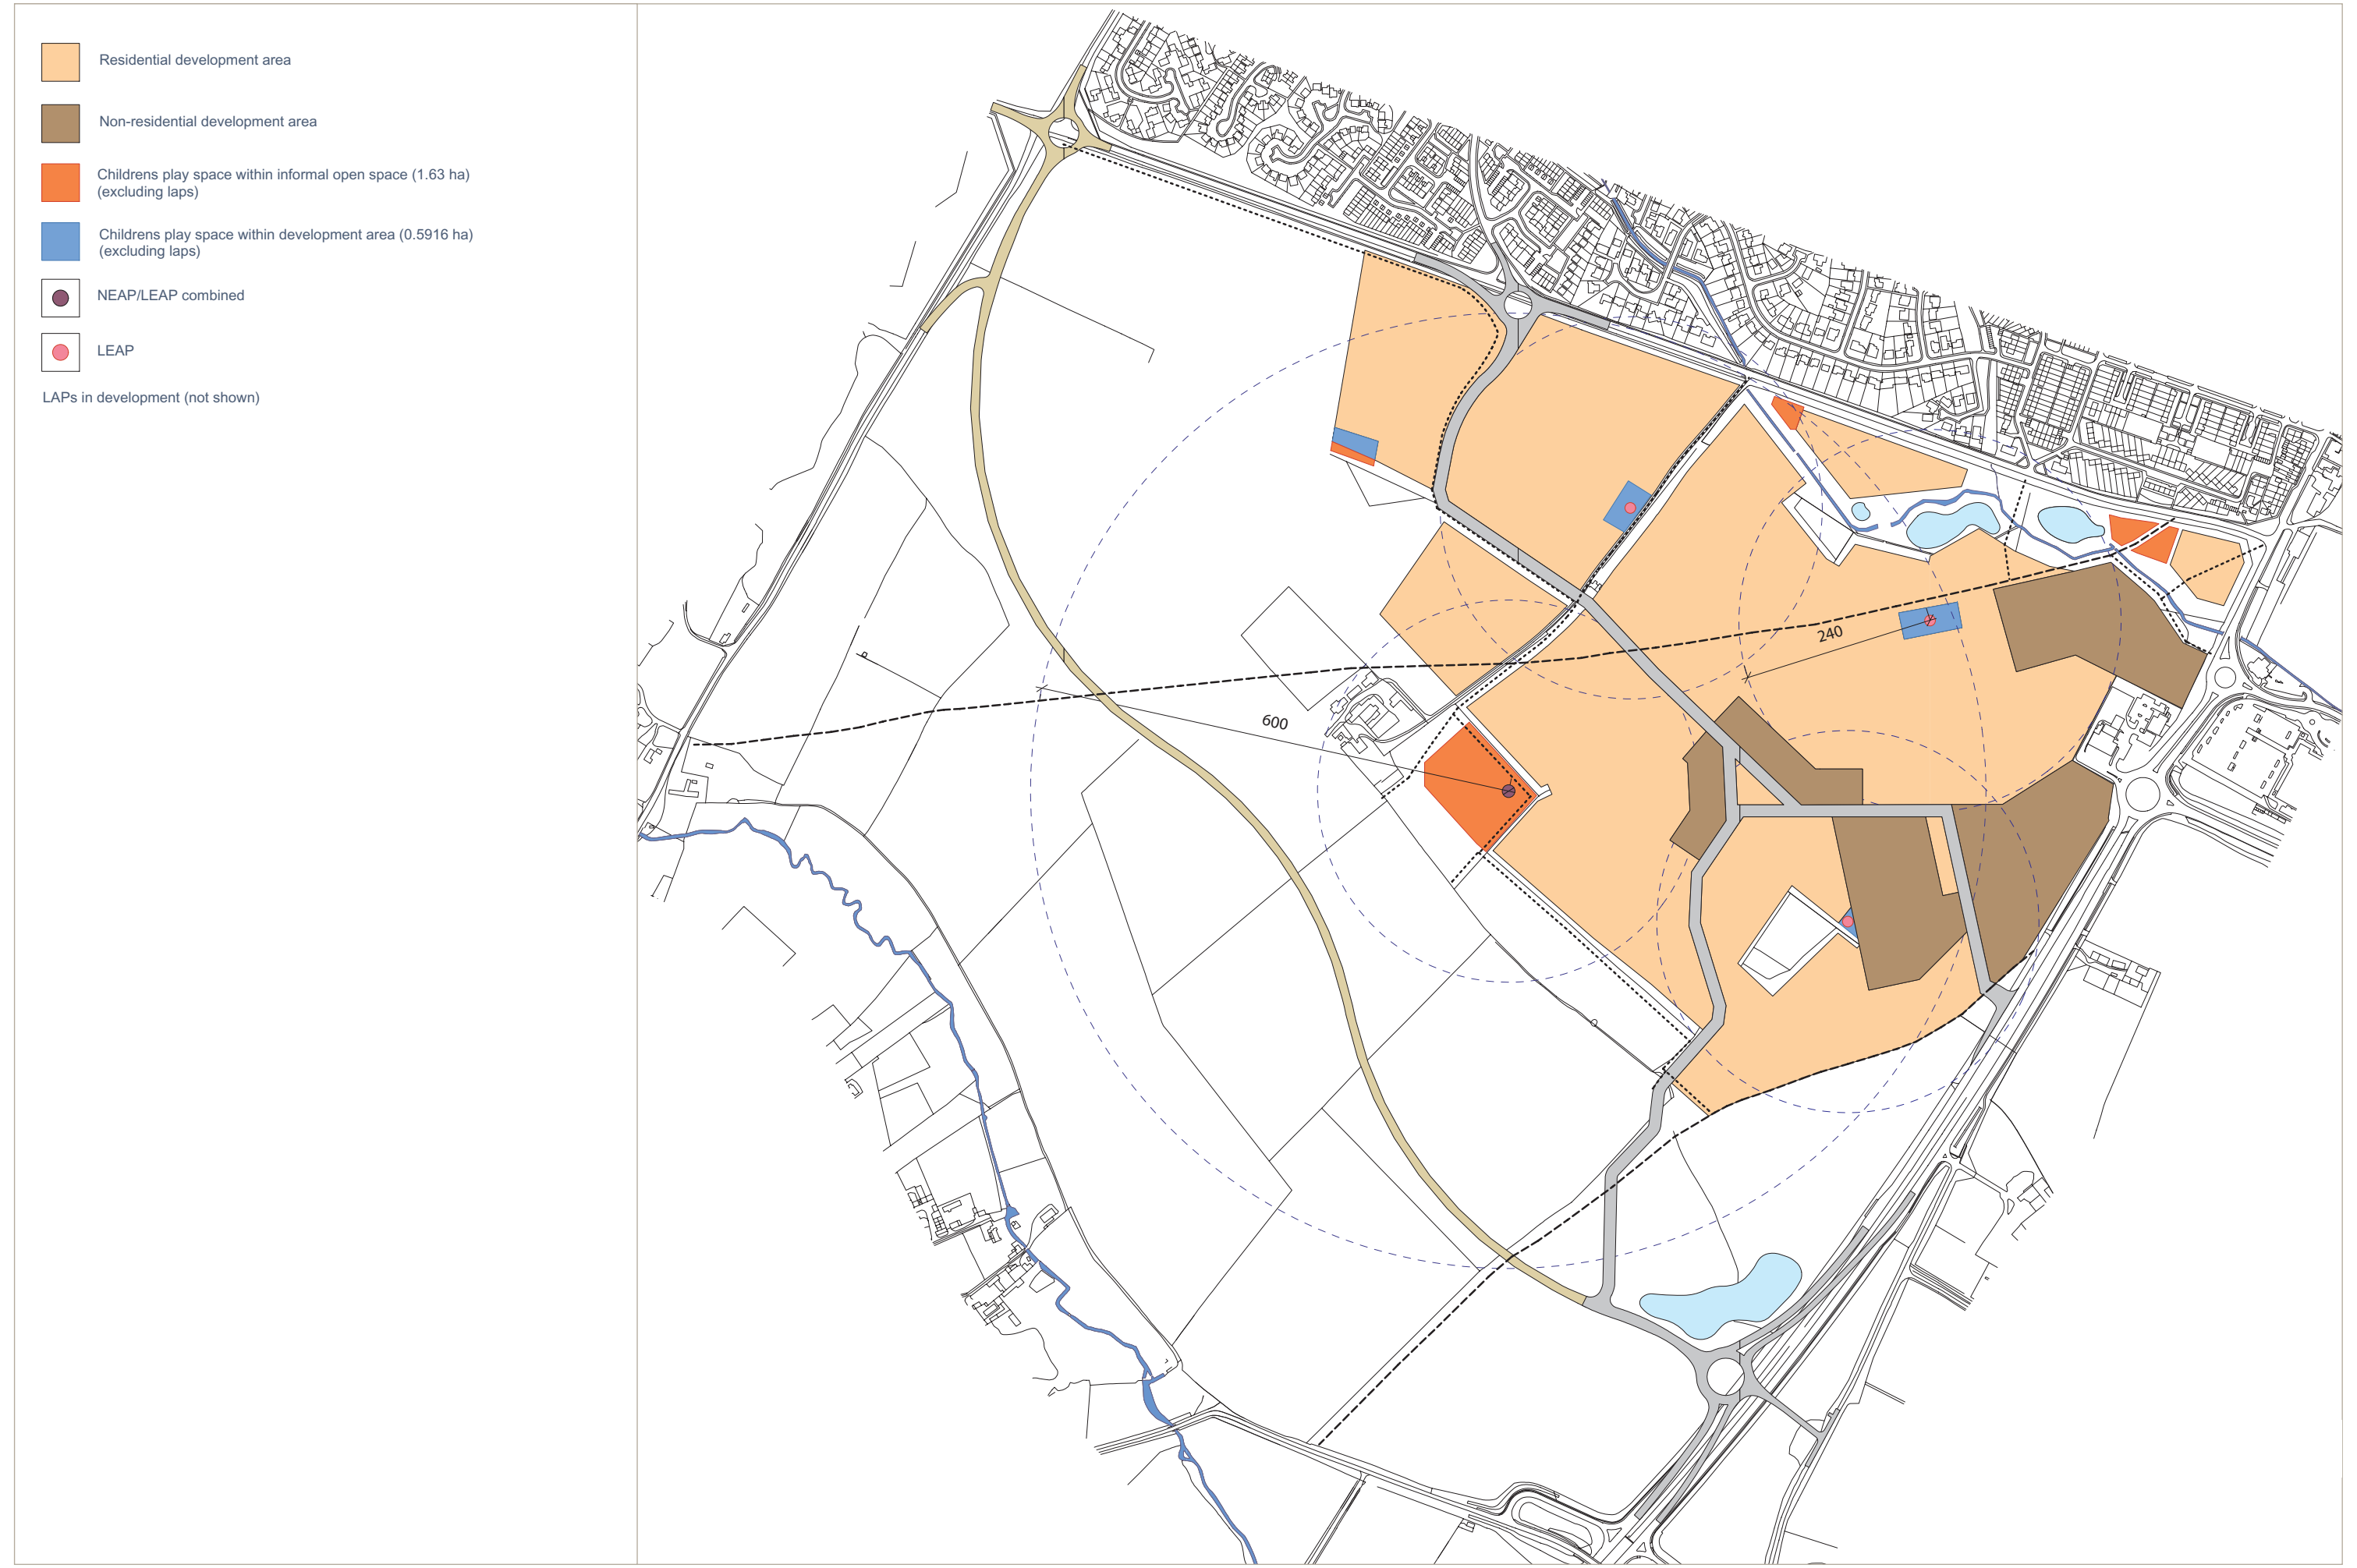 Residential development area
Non-residential development area
Childrens play space within informal open space (1.63 ha)
(excluding laps)
Childrens play space within development area (0.5916 ha)
(excluding laps)
NEAP/LEAP combined
LEAP
LAPs in development (not shown)
240
600